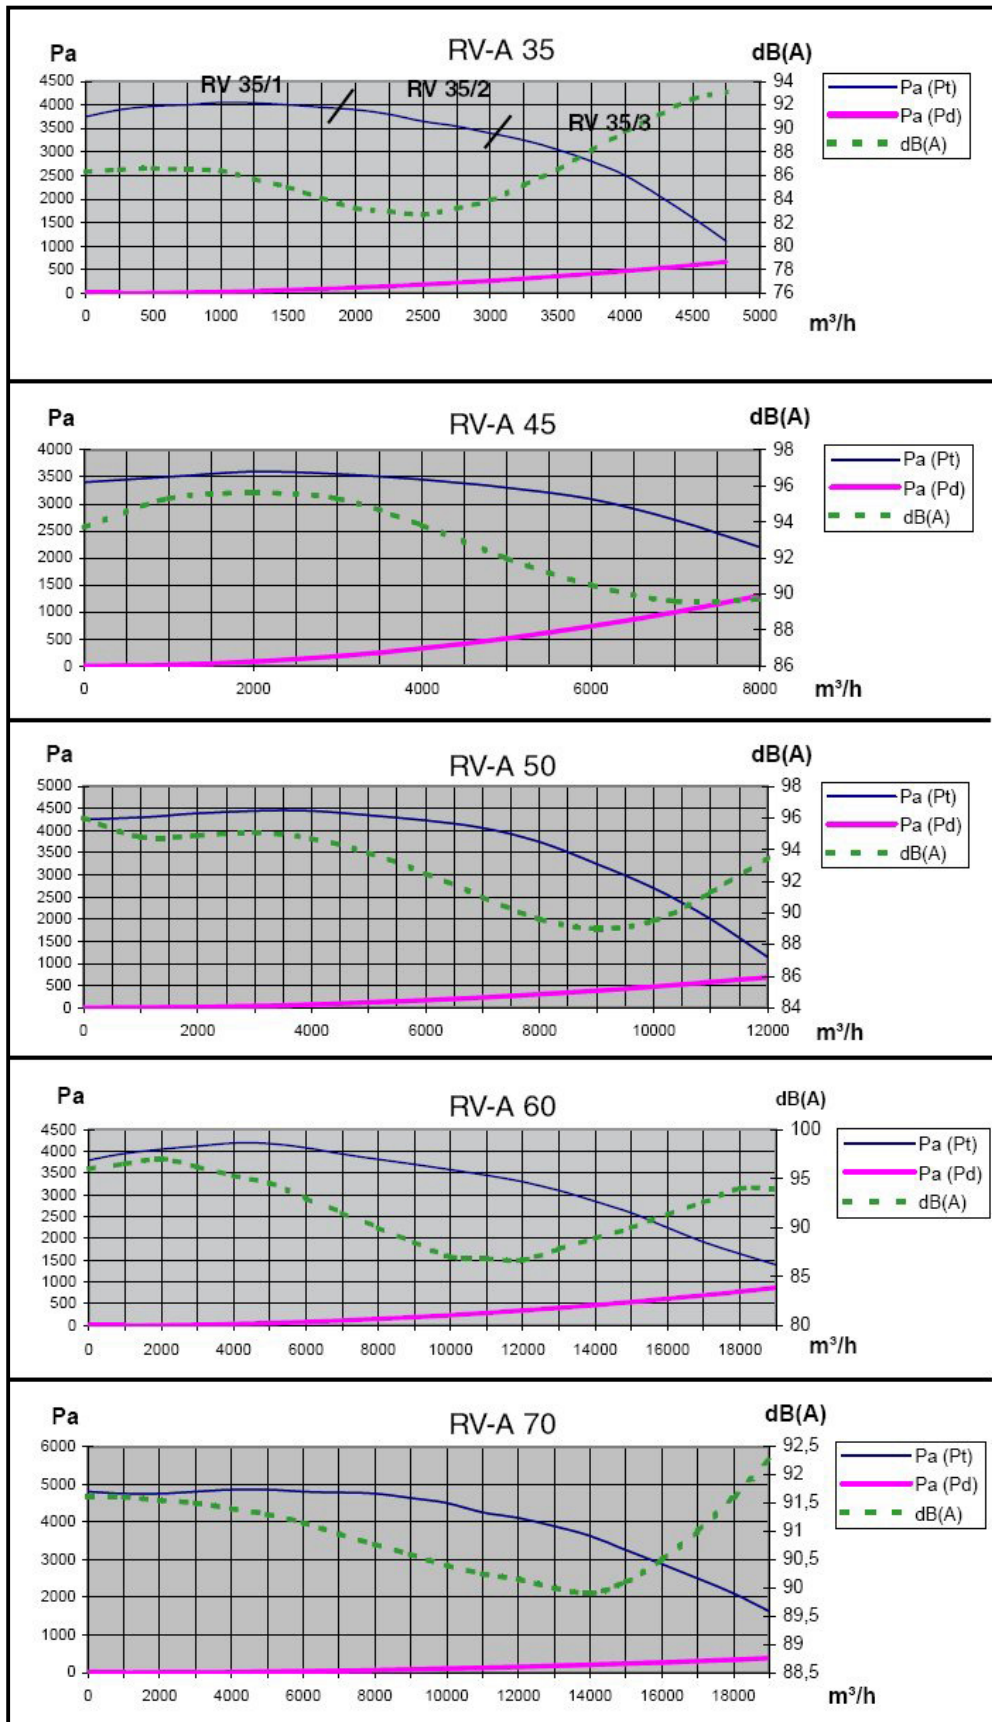 Pa
RV-A 35
dB(A)
RV 35/1
RV 35/2
RV 35/3
4500
4000
3500
3000
2500
2000
1500
1000
500
0
94
92
90
88
86
84
82
80
78
76
0 500 1000 1500 2000 2500 3000 3500 4000 4500 5000
m³/h
Pa (Pt)
Pa (Pd)
dB(A)
Pa
RV-A 45
dB(A)
4000
3500
3000
2500
2000
1500
1000
500
0
98
96
94
92
90
88
86
0 2000 4000 6000 8000
m³/h
Pa (Pt)
Pa (Pd)
dB(A)
Pa
RV-A 50
dB(A)
5000
4500
4000
3500
3000
2500
2000
1500
1000
500
0
98
96
94
92
90
88
86
84
0 2000 4000 6000 8000 10000 12000
m³/h
Pa (Pt)
Pa (Pd)
dB(A)
Pa
RV-A 60
dB(A)
4500
4000
3500
3000
2500
2000
1500
1000
500
0
100
95
90
85
80
0 2000 4000 6000 8000 10000 12000 14000 16000 18000
m³/h
Pa (Pt)
Pa (Pd)
dB(A)
Pa
RV-A 70
dB(A)
6000
5000
4000
3000
2000
1000
0
92,5
92
91,5
91
90,5
90
89,5
89
88,5
0 2000 4000 6000 8000 10000 12000 14000 16000 18000
m³/h
Pa (Pt)
Pa (Pd)
dB(A)